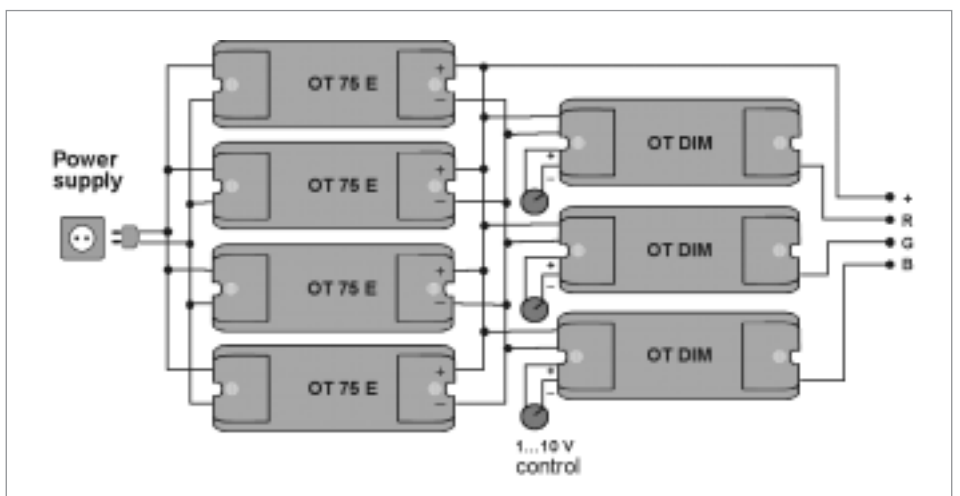 Power
supply
OT 75 E
+
–
OT 75 E
+
–
OT 75 E
+
–
OT 75 E
+
–
OT DIM
+
–
OT DIM
+
–
OT DIM
+
–
1...10 V
control
+
R
G
B